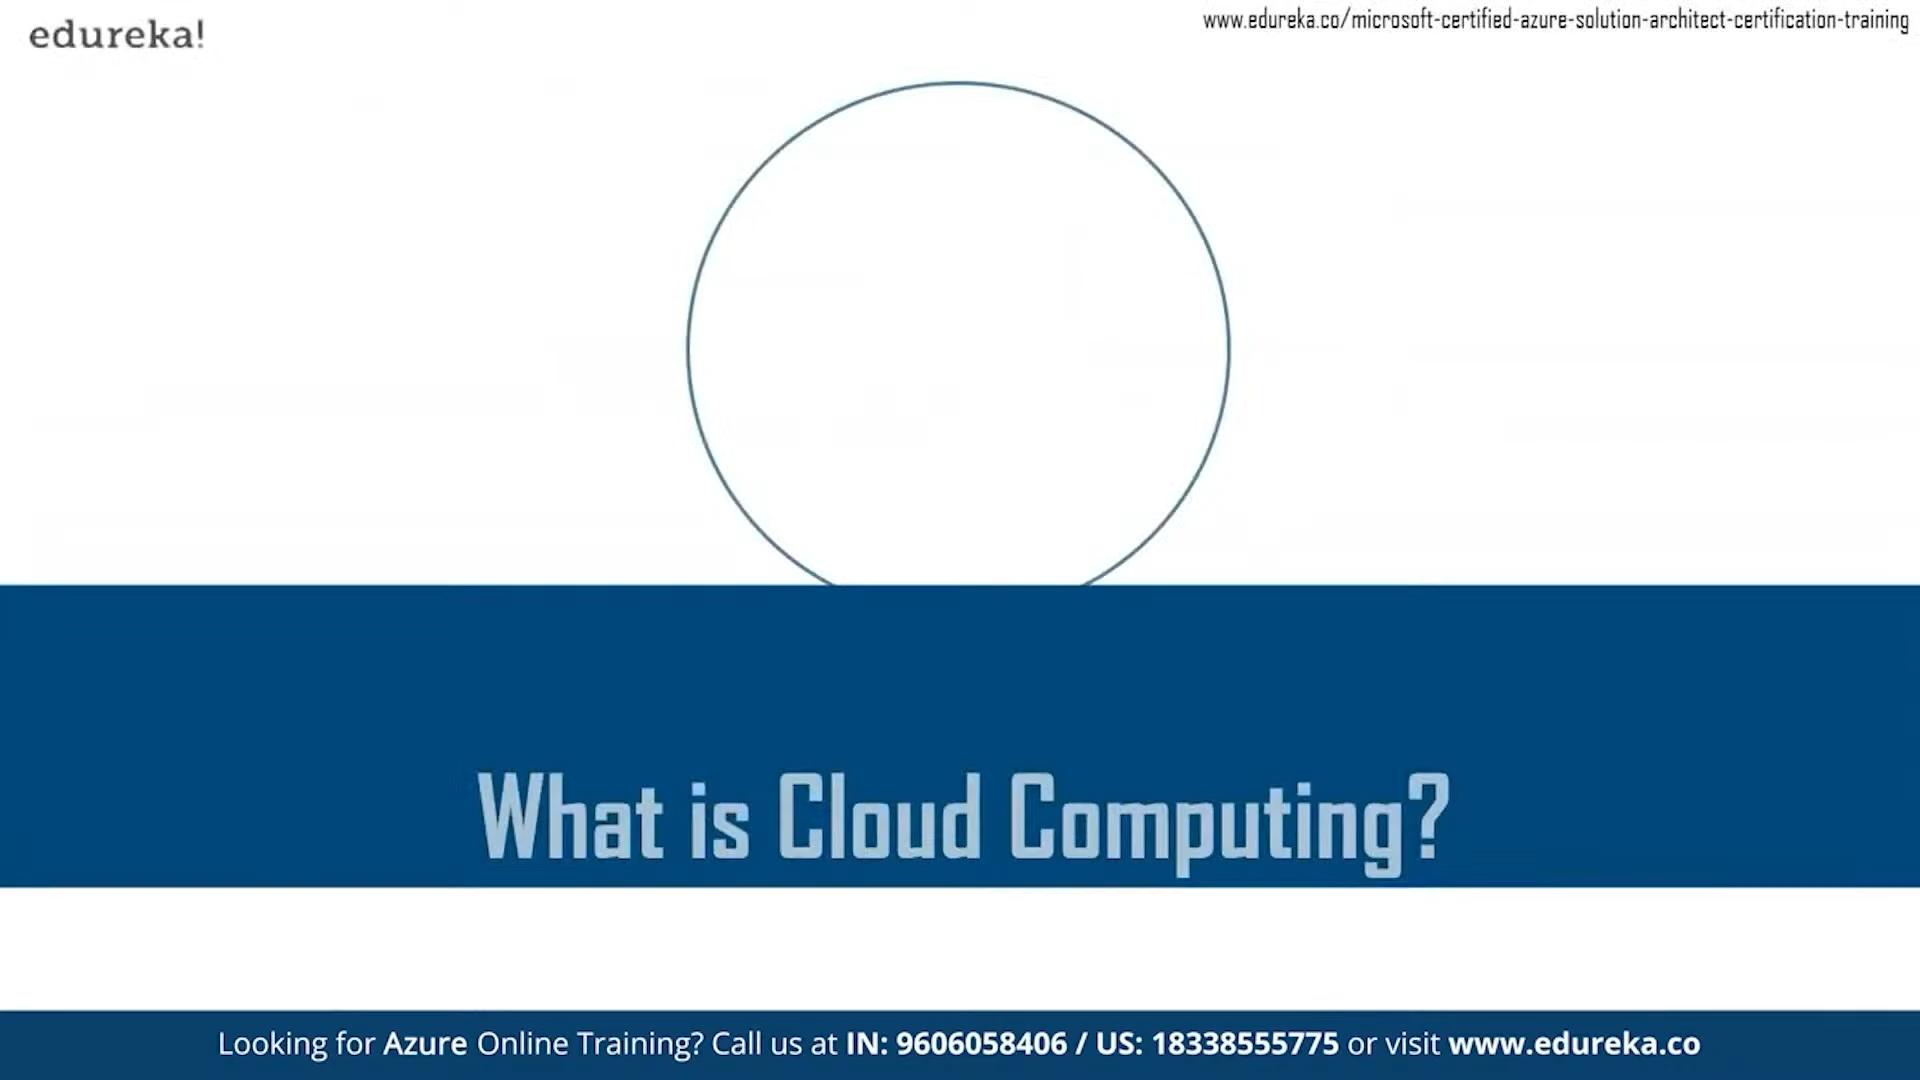 edureka!
www.edureka.co/microsoft-certified-azure-solution-architect-certification-training
What is Cloud Computing?
Looking for Azure Online Training? Call us at IN: 9606058406 / US: 18338555775 or visit www.edureka.co